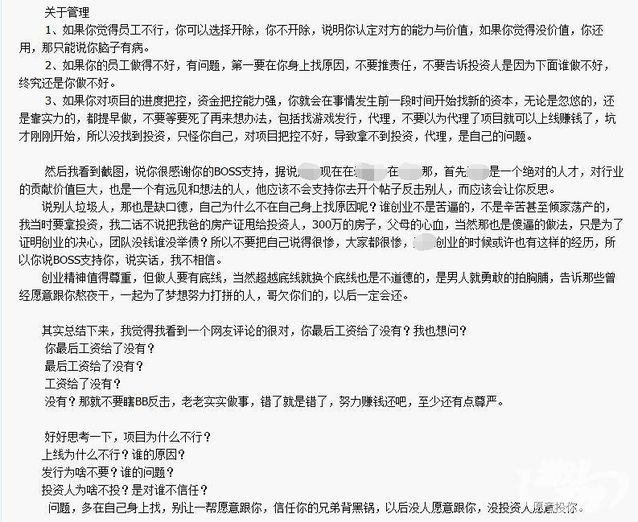 关于管理
1、如果你觉得员工不行，你可以选择开除，你不开除，说明你认定对方的能力与价值，如果你觉得没价值，你还
用，那只能说你脑子有病。
2、如果你的员工做得不好，有问题，第一要在你身上找原因，不要推责任，不要告诉投资人是因为下面谁做不好，
终究还是你做不好。
3、如果你对项目的进度把控，资金把控能力强，你就会在事情发生前一段时间开始找新的资本，无论是忽悠的，还
是靠实力的，都提早做，不要等要死了再来想办法，包括找游戏发行，代理，不要以为代理了项目就可以上线赚钱了，坑
才刚刚开始，所以没找到投资，只怪你自己，对项目把控不好，导致拿不到投资，代理，是自己的问题。
然后我看到截图，说你很感谢你的BOSS支持，据说 现在在 在 那，首先 是一个绝对的人才，对行业
的贡献价值巨大，也是一个有远见和想法的人，他应该不会支持你去开个帖子反击别人，而应该会让你反思。
说别人垃圾人，那也是缺口德，自己为什么不在自己身上找原因呢？谁创业不是苦逼的，不是辛苦甚至倾家荡产的，
我当时要拿投资，我二话不说把我爸的房产证用给投资人，300万的房子，父母的心血，当然那也是傻逼的做法，只是为了
证明创业的决心，团队没钱谁没举债？所以不要把自己说得很惨，大家都很惨， 创业的时候或许也有这样的经历，所
以你说BOSS支持你，说实话，我不相信。
创业精神值得尊重，但做人要有底线，当然超越底线就换个底线也是不道德的，是男人就勇敢的拍胸脯，告诉那些曾
经愿意跟你熬夜干，一起为了梦想努力打拼的人，哥欠你们的，以后一定会还。
其实总结下来，我觉得我看到一个网友评论的很对，你最后工资给了没有？我也想问？
你最后工资给了没有？
最后工资给了没有？
工资给了没有？
没有？那就不要瞎BB反击，老老实实做事，错了就是错了，努力赚钱还吧，至少还有点尊严。
好好思考一下，项目为什么不行？
上线为什么不行？谁的原因？
发行为啥不要？谁的问题？
投资人为啥不投？是对谁不信任？
问题，多在自己身上找，别让一帮愿意跟你，信任你的兄弟背黑锅，以后没人愿意跟你，没投资人愿意投你。